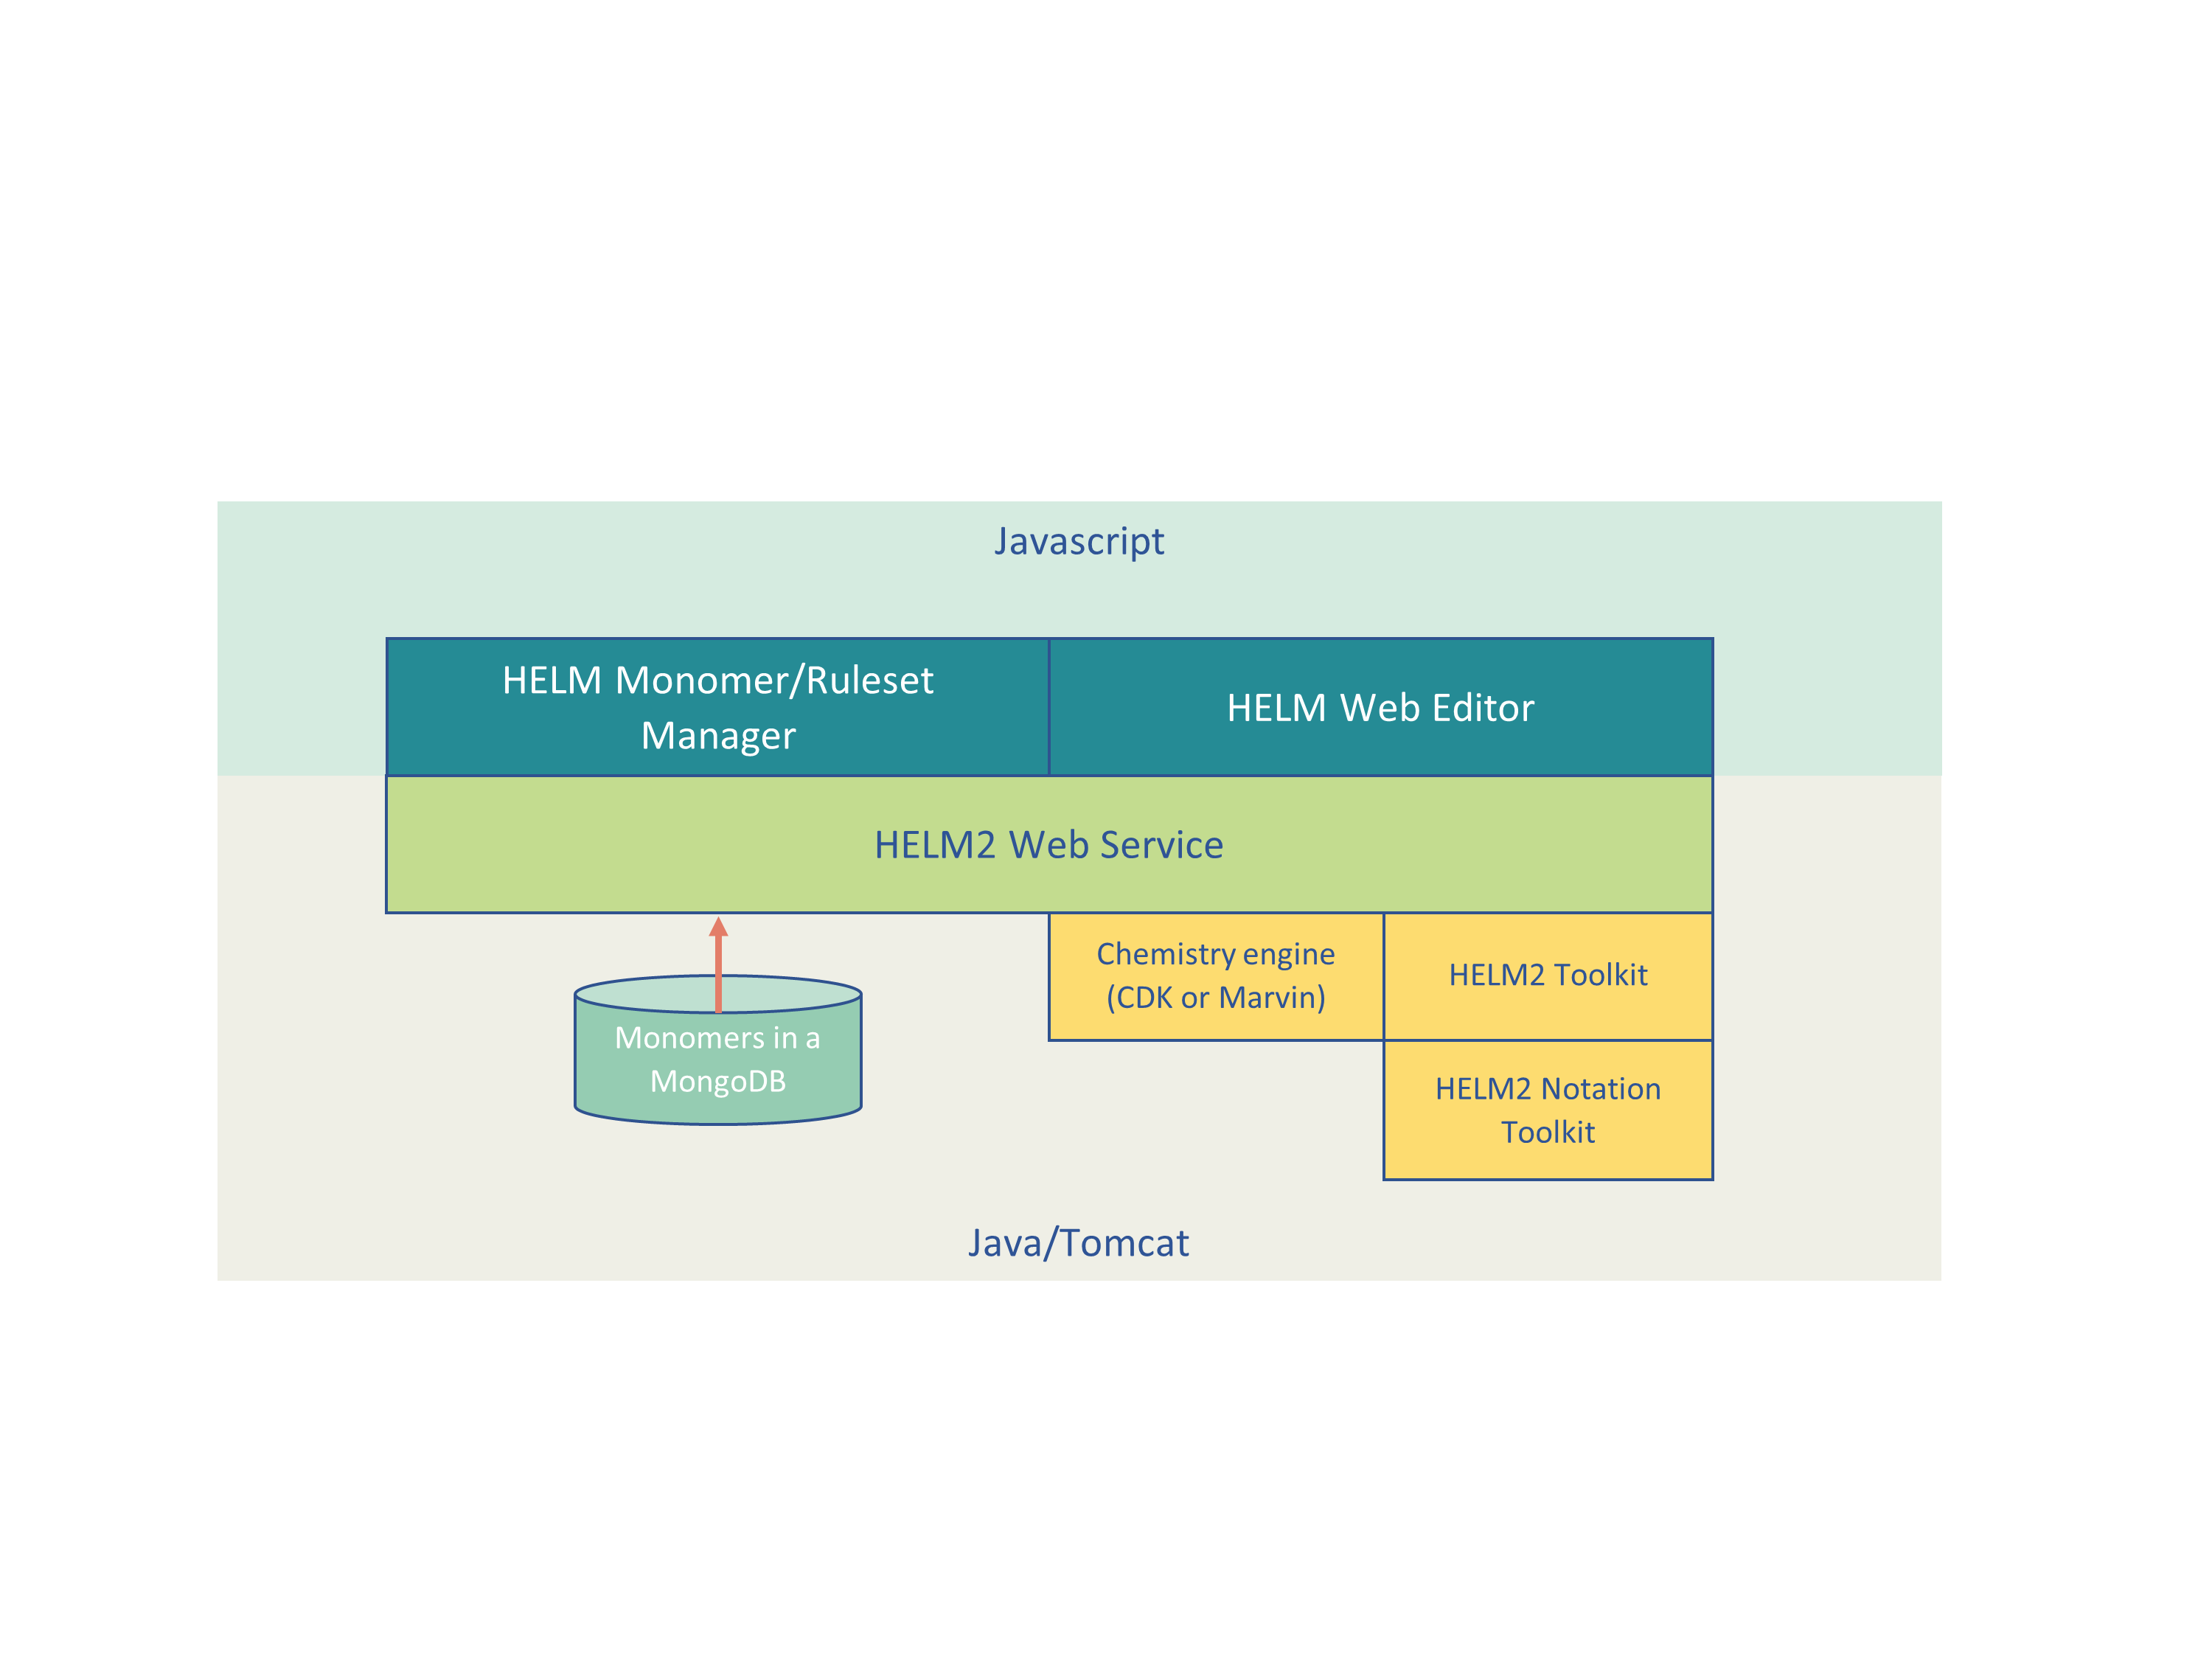 Javascript
HELM Monomer/Ruleset
Manager
HELM Web Editor
HELM2 Web Service
Chemistry engine
(CDK or Marvin)
HELM2 Toolkit
Monomers in a
MongoDB
HELM2 Notation
Toolkit
Java/Tomcat